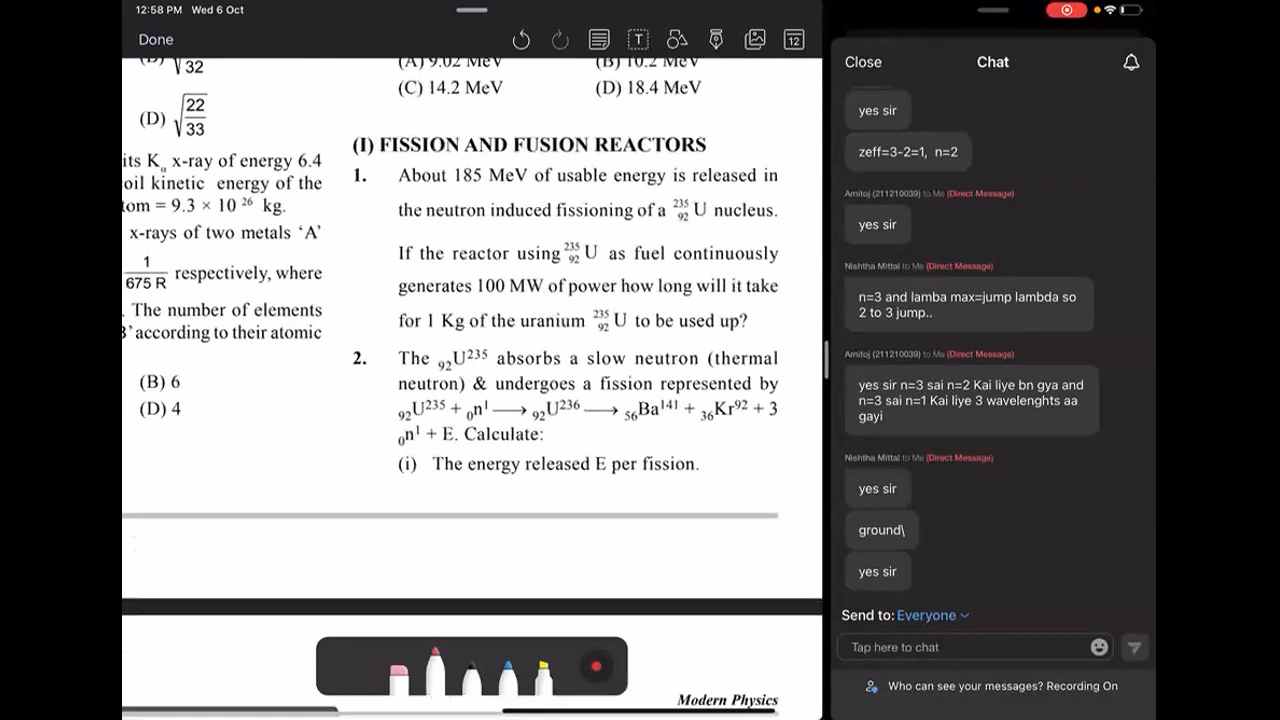 12:58 PM Wed 6 Oct
Done
T
12
√32
(D) √22/33
its Kα x-ray of energy 6.4
oil kinetic energy of the
tom = 9.3 × 10 26 kg.
x-rays of two metals ‘A’
1/675 R respectively, where
. The number of elements
B’ according to their atomic
(B) 6
(D) 4
(A) 9.02 MeV (B) 10.2 MeV
(C) 14.2 MeV (D) 18.4 MeV
(I) FISSION AND FUSION REACTORS
1. About 185 MeV of usable energy is released in
the neutron induced fissioning of a ²³⁵₉₂ U nucleus.
If the reactor using ²³⁵₉₂ U as fuel continuously
generates 100 MW of power how long will it take
for 1 Kg of the uranium ²³⁵₉₂ U to be used up?
2. The ₉₂U²³⁵ absorbs a slow neutron (thermal
neutron) & undergoes a fission represented by
₉₂U²³⁵ + ₀n¹ ⟶ ₉₂U²³⁶ ⟶ ₅₆Ba¹⁴¹ + ₃₆Kr⁹² + 3
₀n¹ + E. Calculate:
(i) The energy released E per fission.
Modern Physics
Close Chat
yes sir
zeff=3-2=1, n=2
Amitoj (211210039) to Me (Direct Message)
yes sir
Nishtha Mittal to Me (Direct Message)
n=3 and lamba max=jump lambda so
2 to 3 jump..
Amitoj (211210039) to Me (Direct Message)
yes sir n=3 sai n=2 Kai liye bn gya and
n=3 sai n=1 Kai liye 3 wavelenghts aa
gayi
Nishtha Mittal to Me (Direct Message)
yes sir
ground\
yes sir
Send to: Everyone
Tap here to chat
Who can see your messages? Recording On